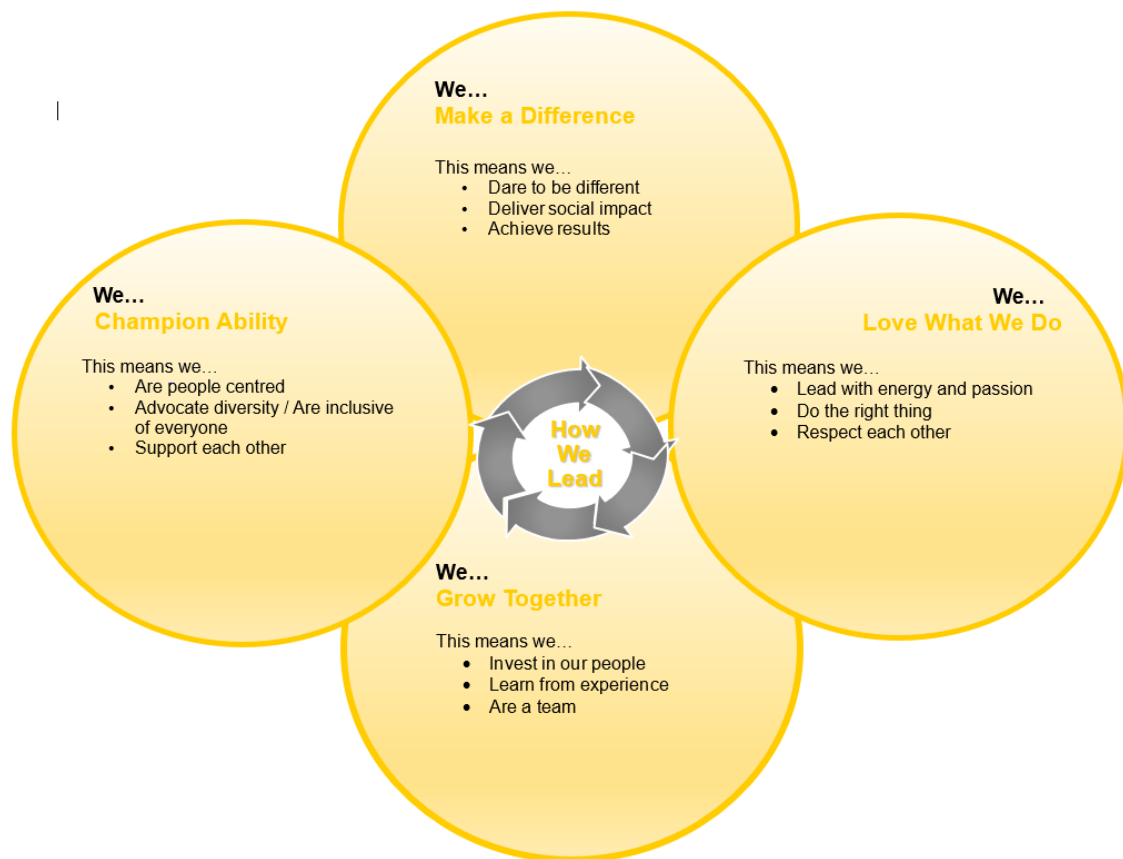 We…
Make a Difference
This means we…
• Dare to be different
• Deliver social impact
• Achieve results
We…
Champion Ability
This means we…
• Are people centred
• Advocate diversity / Are inclusive
of everyone
• Support each other
We…
Love What We Do
This means we…
• Lead with energy and passion
• Do the right thing
• Respect each other
How
We
Lead
We…
Grow Together
This means we…
• Invest in our people
• Learn from experience
• Are a team